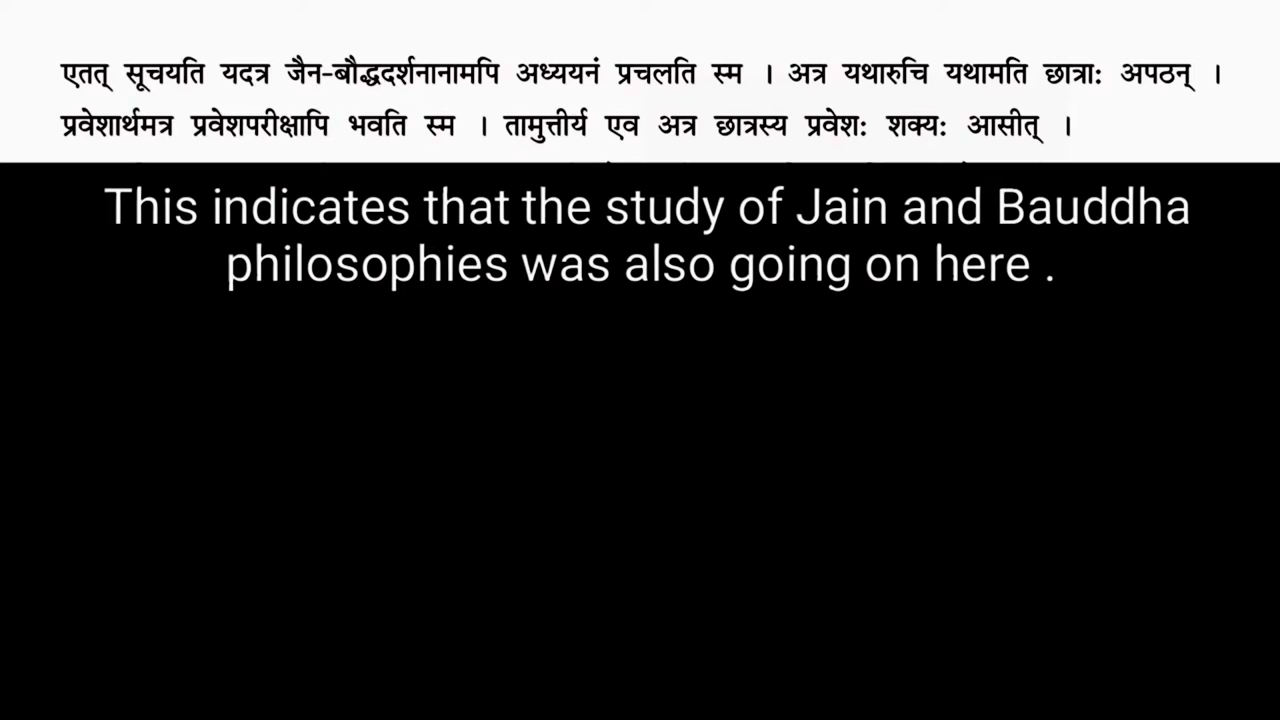 एतत् सूचयति यदत्र जैन-बौद्धदर्शनानामपि अध्ययनं प्रचलति स्म । अत्र यथारुचि यथामति छात्रा: अपठन् ।
प्रवेशार्थमत्र प्रवेशपरीक्षापि भवति स्म । तामुत्तीर्य एव अत्र छात्रस्य प्रवेश: शक्य: आसीत् ।
This indicates that the study of Jain and Bauddha
philosophies was also going on here .